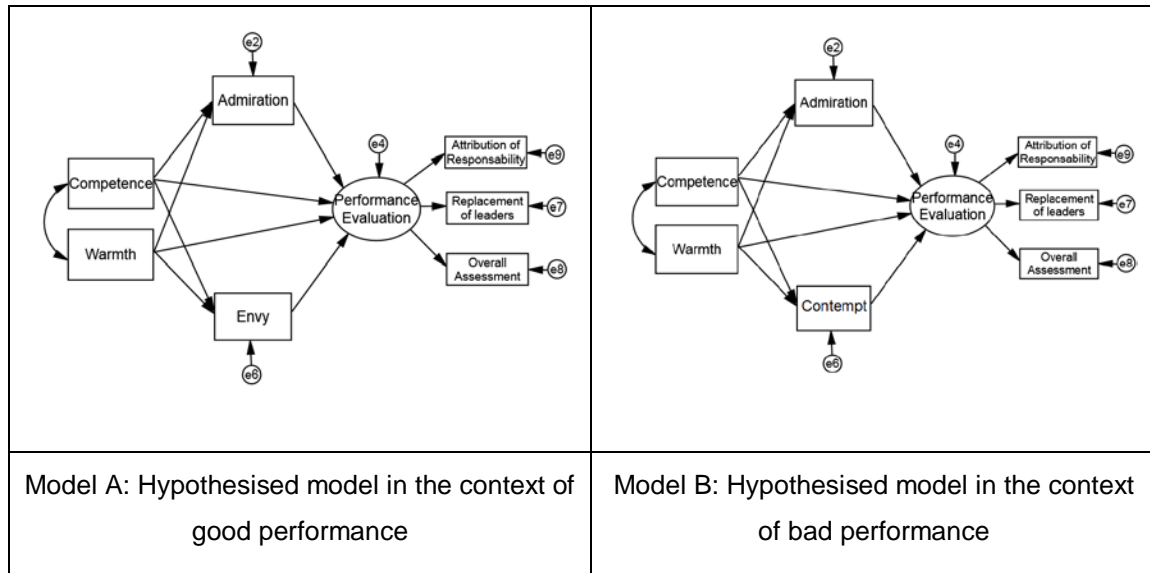 e2
Admiration
e4
Attribution of
Responsability
e9
Competence
Performance
Evaluation
Replacement
of leaders
e7
Warmth
Overall
Assessment
e8
Envy
e6
Model A: Hypothesised model in the context of
good performance
e2
Admiration
e4
Attribution of
Responsability
e9
Competence
Performance
Evaluation
Replacement
of leaders
e7
Warmth
Overall
Assessment
e8
Contempt
e6
Model B: Hypothesised model in the context
of bad performance